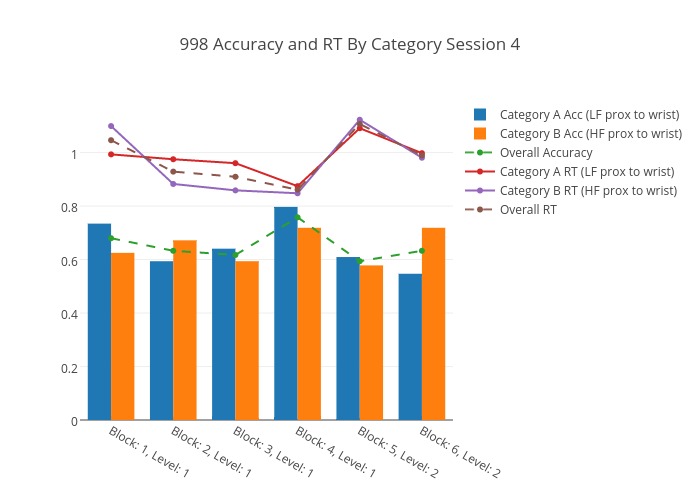 998 Accuracy and RT By Category Session 4
Category A Acc (LF prox to wrist)
Category B Acc (HF prox to wrist)
Overall Accuracy
Category A RT (LF prox to wrist)
Category B RT (HF prox to wrist)
Overall RT
1
0.8
0.6
0.4
0.2
0
Block: 1, Level: 1
Block: 2, Level: 1
Block: 3, Level: 1
Block: 4, Level: 1
Block: 5, Level: 2
Block: 6, Level: 2